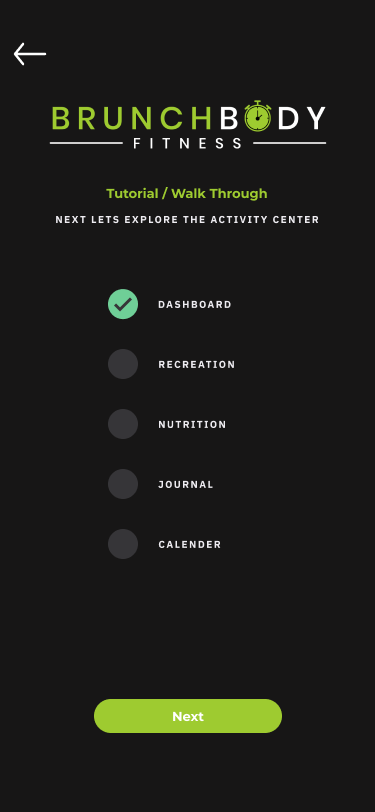 BRUNCHBODY
FITNESS
Tutorial / Walk Through
NEXT LETS EXPLORE THE ACTIVITY CENTER
DASHBOARD
RECREATION
NUTRITION
JOURNAL
CALENDER
Next